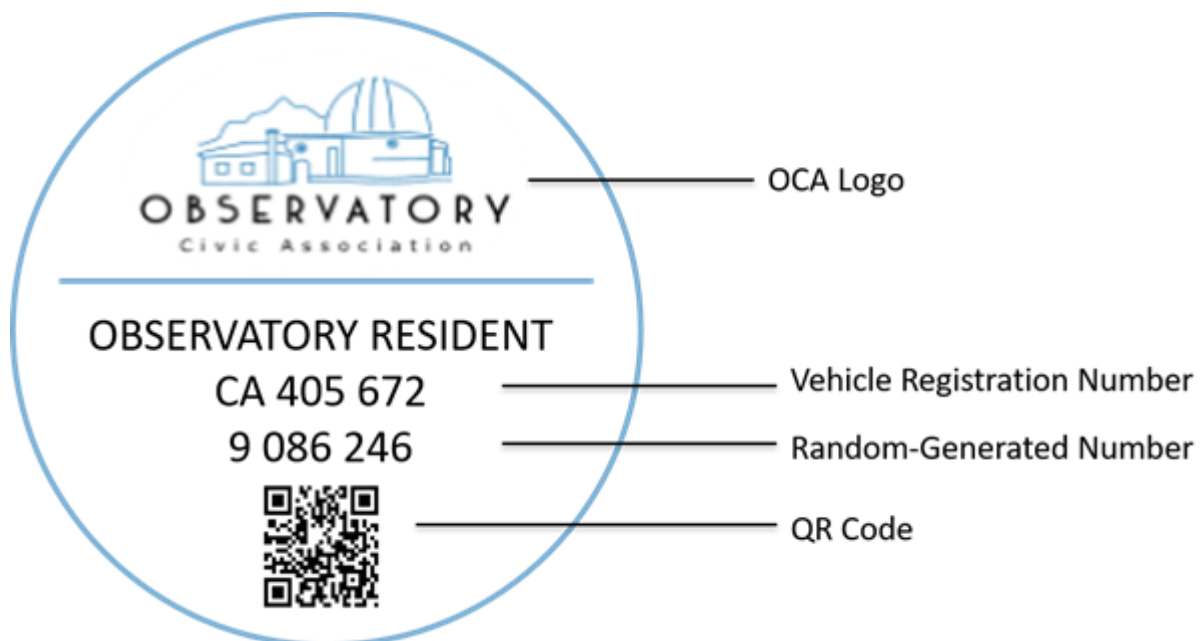 OBSERVATORY
Civic Association
OCA Logo
OBSERVATORY RESIDENT
CA 405 672
Vehicle Registration Number
9 086 246
Random-Generated Number
QR Code